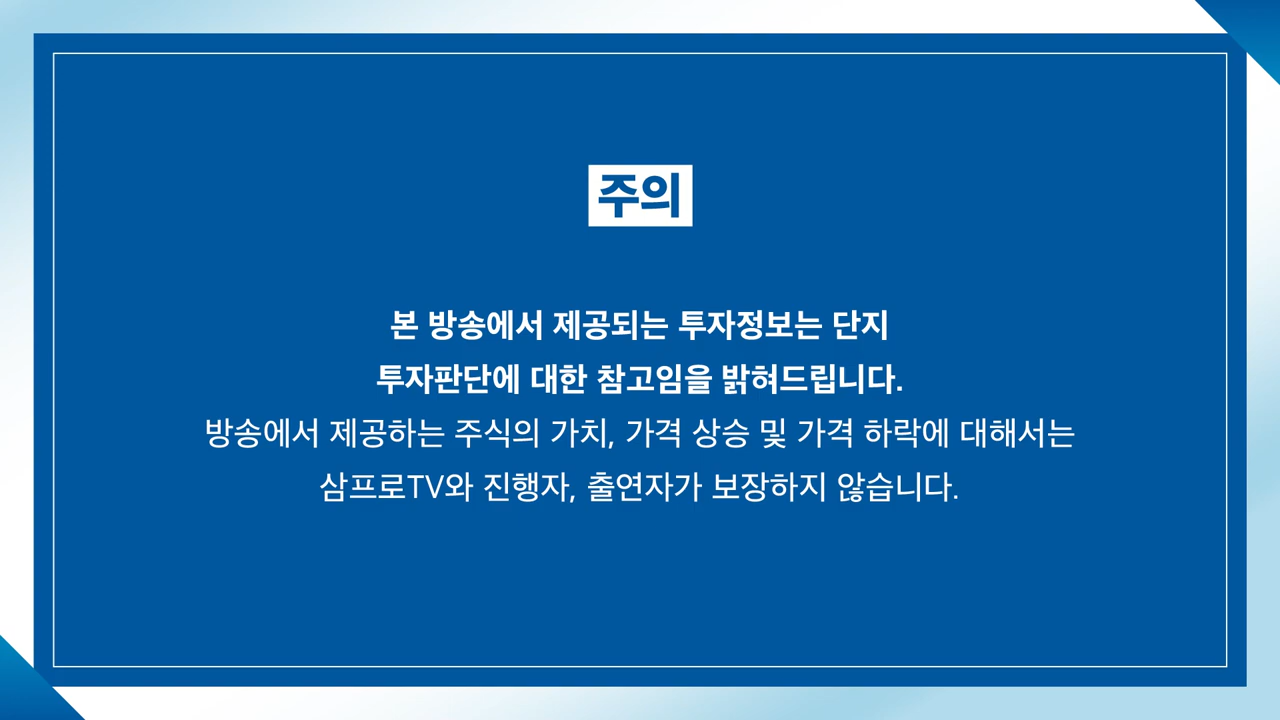 주의
본 방송에서 제공되는 투자정보는 단지
투자판단에 대한 참고임을 밝혀드립니다.
방송에서 제공하는 주식의 가치, 가격 상승 및 가격 하락에 대해서는
삼프로TV와 진행자, 출연자가 보장하지 않습니다.